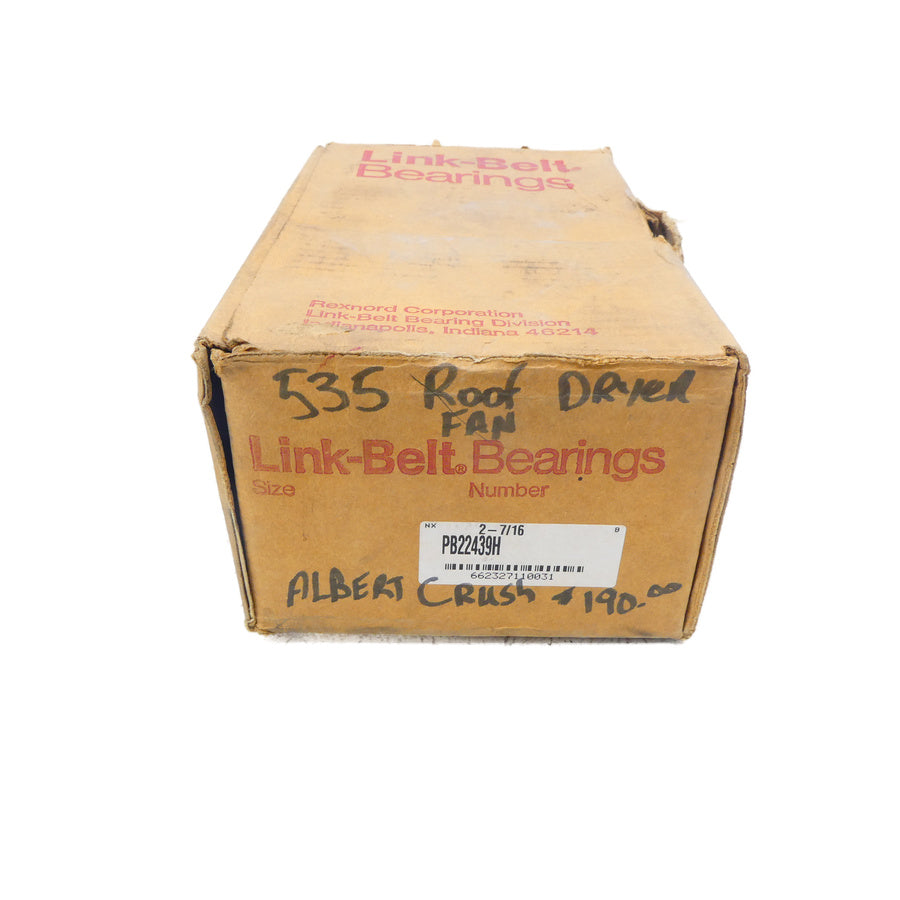 Link-Belt
Bearings
Rexnord Corporation
Link-Belt Bearing Division
Indianapolis, Indiana 46214
535 Roof DRYER
FAN
Link-Belt® Bearings
Size Number
NX 2-7/16 B
PB22439H
662327110031
ALBERT CRUSH $190.00